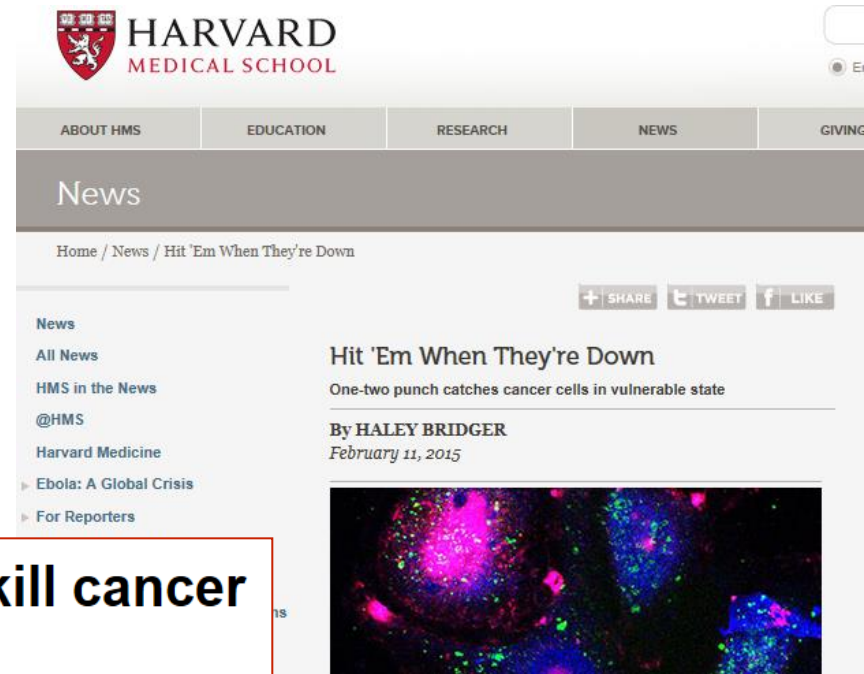 HARVARD
MEDICAL SCHOOL
ABOUT HMS EDUCATION RESEARCH NEWS GIVING
News
Home / News / Hit 'Em When They're Down
+ SHARE TWEET f LIKE
News
All News
HMS in the News
@HMS
Harvard Medicine
Ebola: A Global Crisis
For Reporters
Hit 'Em When They're Down
One-two punch catches cancer cells in vulnerable state
By HALEY BRIDGER
February 11, 2015
kill cancer